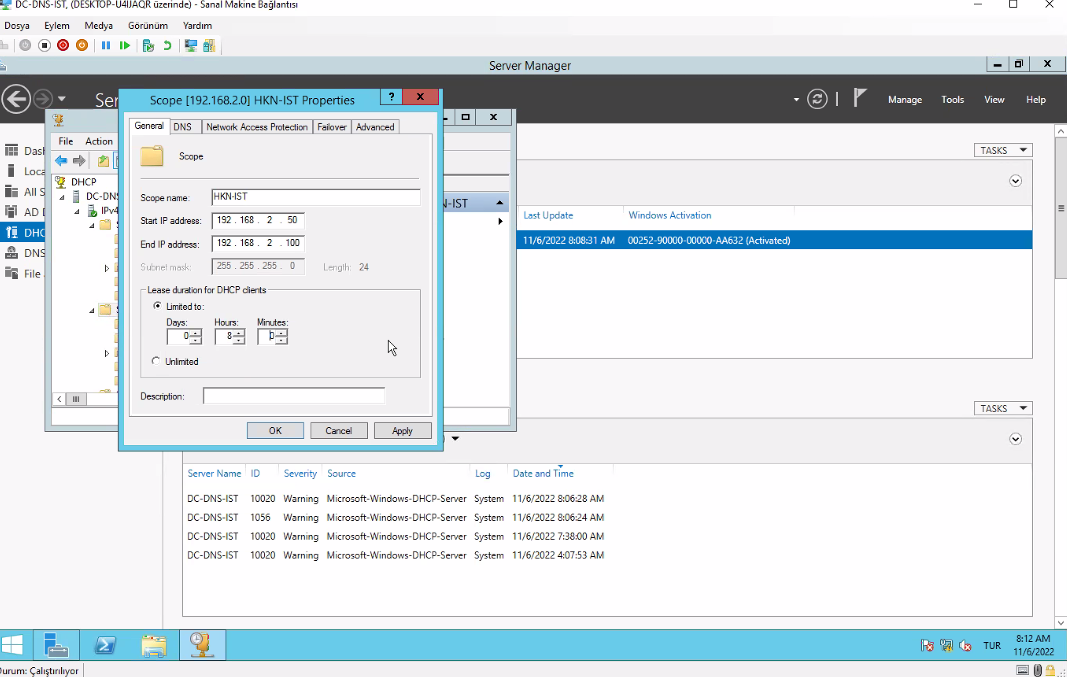 DC-DNS-IST, (DESKTOP-U4IJAQR üzerinde) - Sanal Makine Bağlantısı
Dosya Eylem Medya Görünüm Yardım
Server Manager
Ser
Manage Tools View Help
Scope [192.168.2.0] HKN-IST Properties
? X
General DNS Network Access Protection Failover Advanced
Scope
Scope name: HKN-IST
Start IP address: 192 . 168 . 2 . 50
End IP address: 192 . 168 . 2 . 100
Subnet mask: 255 . 255 . 255 . 0 Length: 24
Lease duration for DHCP clients
Limited to:
Days: Hours: Minutes:
0 8 0
Unlimited
Description:
OK Cancel Apply
File Action
DHCP
DC-DNS
IPv4
Das
Loca
All S
AD D
DHC
DNS
File
N-IST
TASKS
Last Update Windows Activation
11/6/2022 8:08:31 AM 00252-90000-00000-AA632 (Activated)
TASKS
Server Name ID Severity Source Log Date and Time
DC-DNS-IST 10020 Warning Microsoft-Windows-DHCP-Server System 11/6/2022 8:06:28 AM
DC-DNS-IST 1056 Warning Microsoft-Windows-DHCP-Server System 11/6/2022 8:06:24 AM
DC-DNS-IST 10020 Warning Microsoft-Windows-DHCP-Server System 11/6/2022 7:38:00 AM
DC-DNS-IST 10020 Warning Microsoft-Windows-DHCP-Server System 11/6/2022 4:07:53 AM
TUR
8:12 AM
11/6/2022
Durum: Çalıştırılıyor